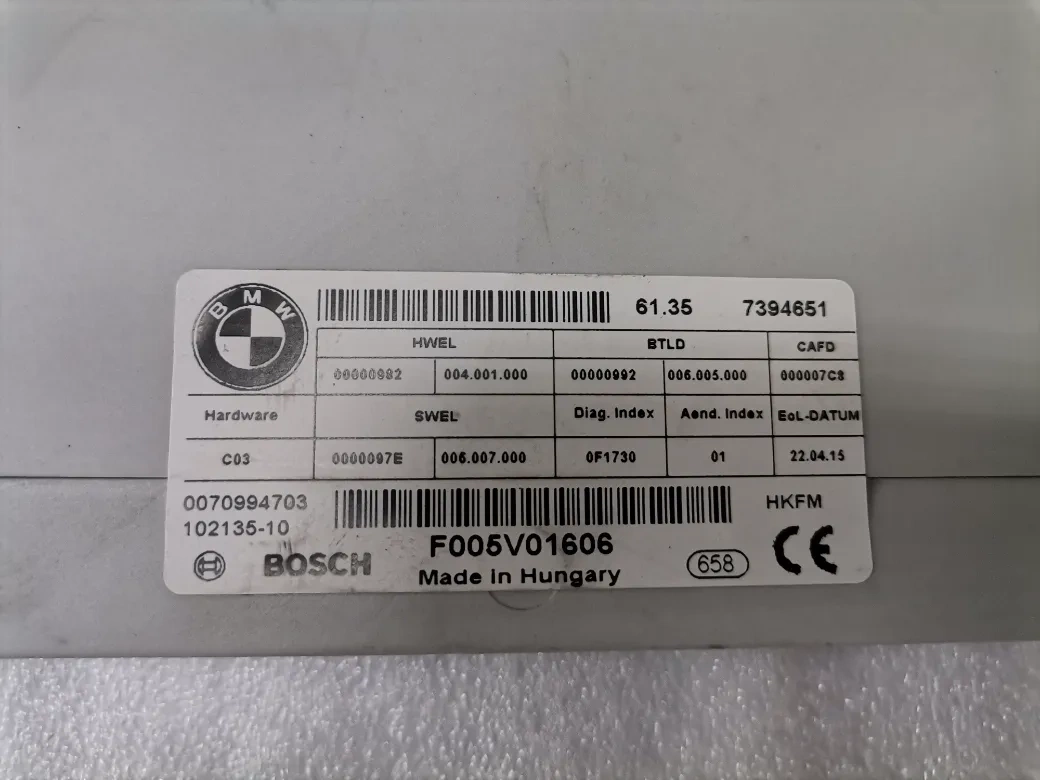 BMW
61.35 7394651
HWEL BTLD CAFD
00000982 004.001.000 00000992 006.005.000 000007C8
Hardware SWEL Diag. Index Aend. Index EoL-DATUM
C03 0000097E 006.007.000 0F1730 01 22.04.15
0070994703 HKFM
102135-10
BOSCH F005V01606 658 CE
Made in Hungary